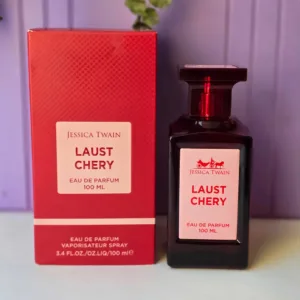 JESSICA TWAIN
LAUST
CHERY
EAU DE PARFUM
100 ML
EAU DE PARFUM
VAPORISATEUR SPRAY
3.4 FL.OZ./OZ.LIQ/100 ml℮
JESSICA TWAIN
LAUST
CHERY
EAU DE PARFUM
100 ML